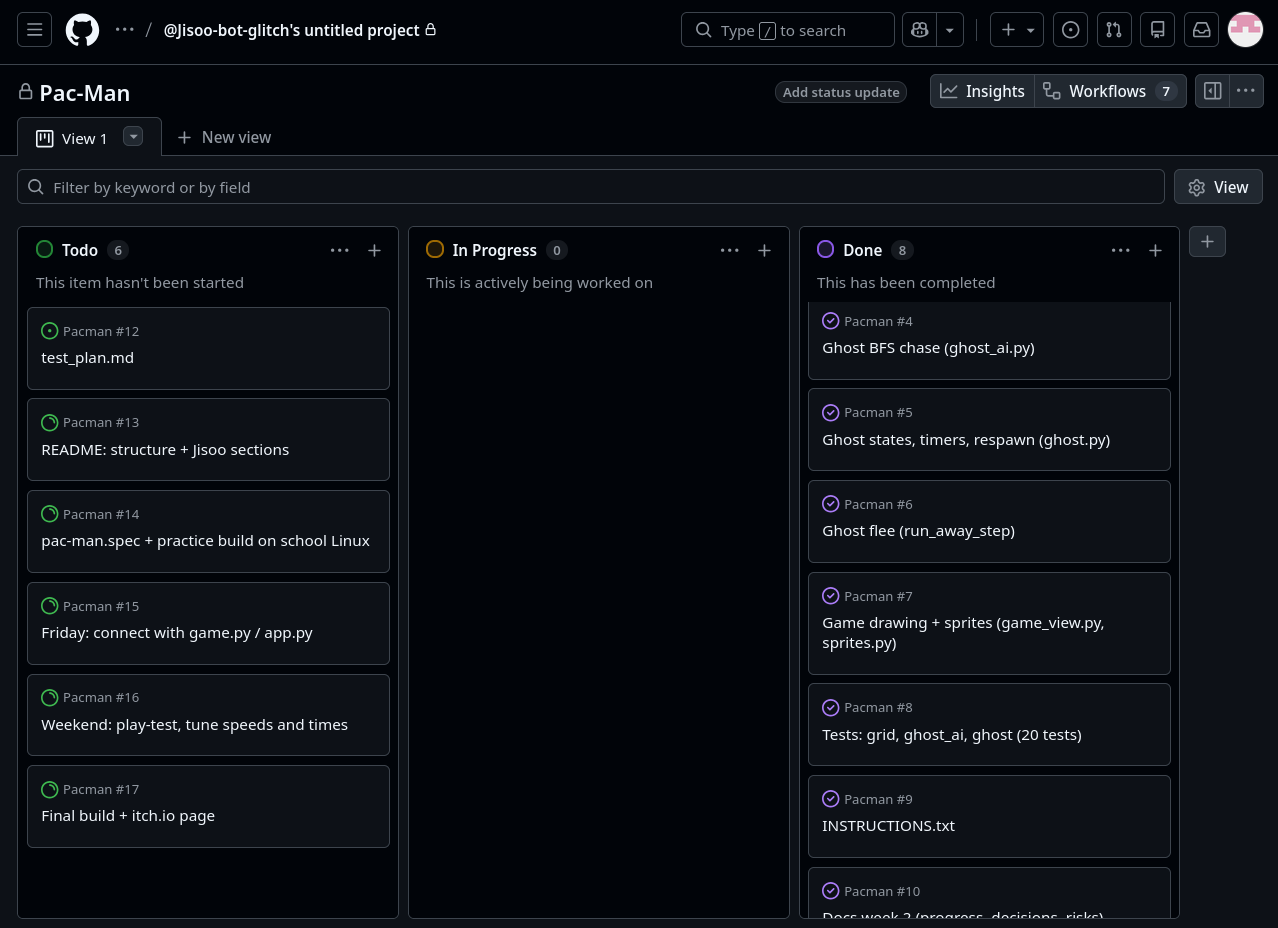 ... / @Jisoo-bot-glitch's untitled project
Type / to search
Pac-Man
Add status update
Insights
Workflows 7
View 1
New view
Filter by keyword or by field
View
Todo 6
This item hasn't been started
Pacman #12
test_plan.md
Pacman #13
README: structure + Jisoo sections
Pacman #14
pac-man.spec + practice build on school Linux
Pacman #15
Friday: connect with game.py / app.py
Pacman #16
Weekend: play-test, tune speeds and times
Pacman #17
Final build + itch.io page
In Progress 0
This is actively being worked on
Done 8
This has been completed
Pacman #4
Ghost BFS chase (ghost_ai.py)
Pacman #5
Ghost states, timers, respawn (ghost.py)
Pacman #6
Ghost flee (run_away_step)
Pacman #7
Game drawing + sprites (game_view.py,
sprites.py)
Pacman #8
Tests: grid, ghost_ai, ghost (20 tests)
Pacman #9
INSTRUCTIONS.txt
Pacman #10
Docs week 2 (progress, decisions, risks)